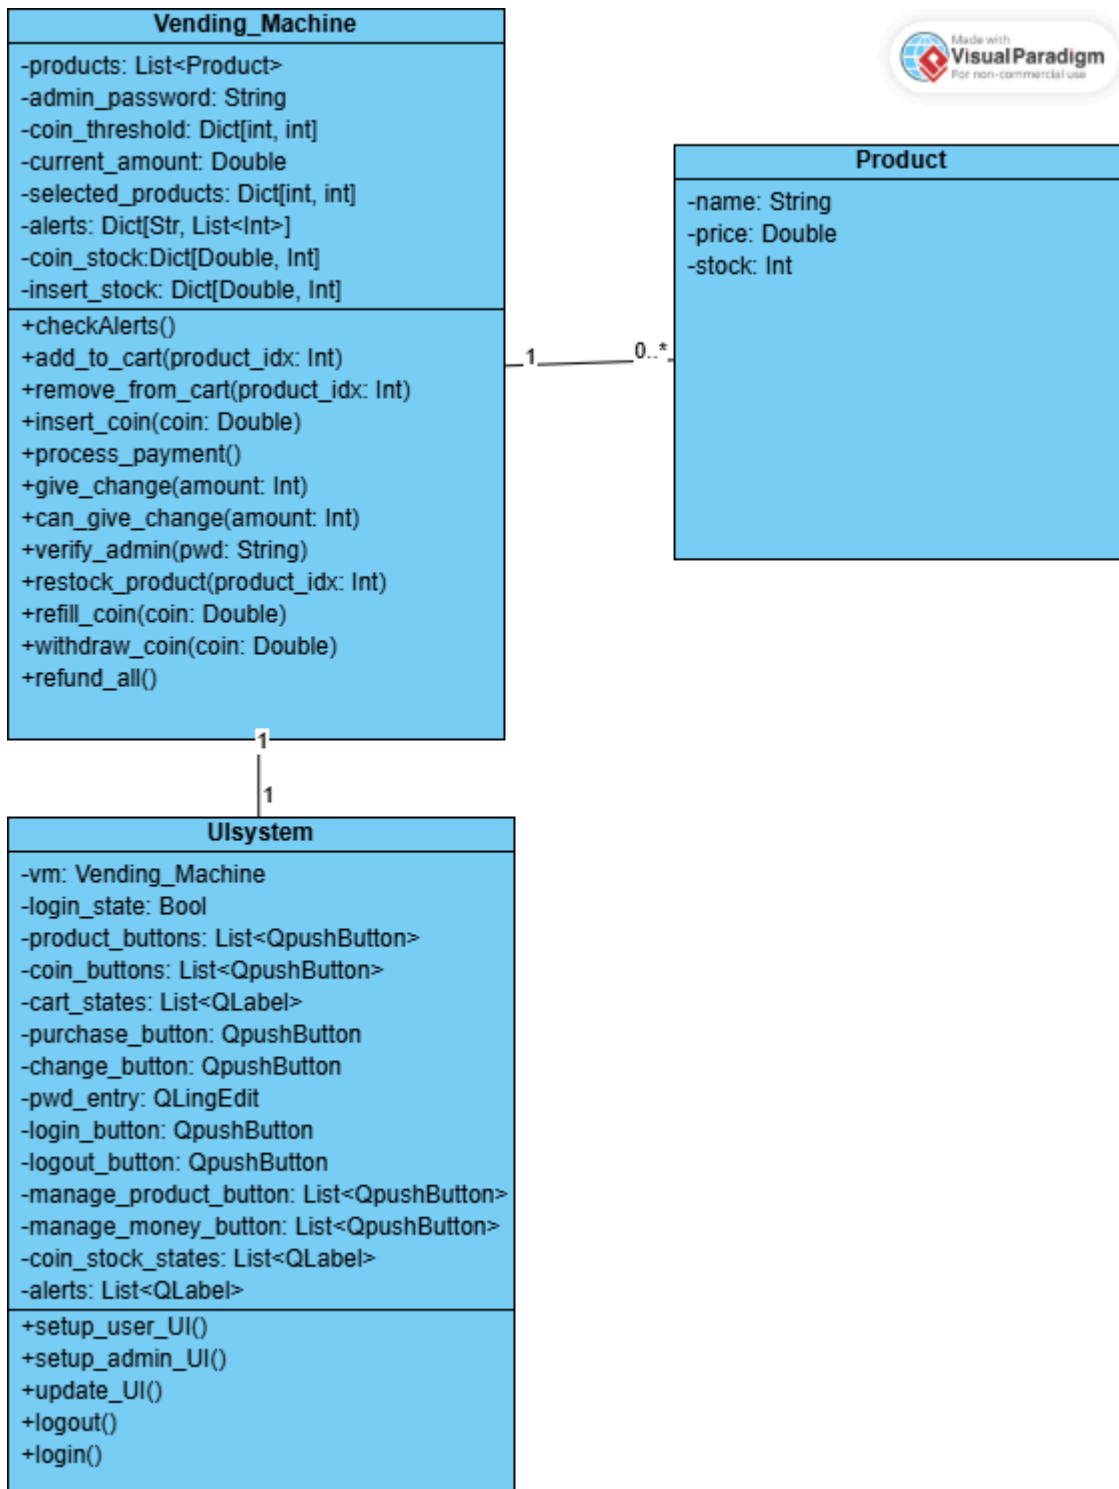 Vending_Machine
-products: List<Product>
-admin_password: String
-coin_threshold: Dict[int, int]
-current_amount: Double
-selected_products: Dict[int, int]
-alerts: Dict[Str, List<Int>]
-coin_stock:Dict[Double, Int]
-insert_stock: Dict[Double, Int]
+checkAlerts()
+add_to_cart(product_idx: Int)
+remove_from_cart(product_idx: Int)
+insert_coin(coin: Double)
+process_payment()
+give_change(amount: Int)
+can_give_change(amount: Int)
+verify_admin(pwd: String)
+restock_product(product_idx: Int)
+refill_coin(coin: Double)
+withdraw_coin(coin: Double)
+refund_all()
Made with
Visual Paradigm
For non-commercial use
Product
-name: String
-price: Double
-stock: Int
1
0..*
1
1
UIsystem
-vm: Vending_Machine
-login_state: Bool
-product_buttons: List<QpushButton>
-coin_buttons: List<QpushButton>
-cart_states: List<QLabel>
-purchase_button: QpushButton
-change_button: QpushButton
-pwd_entry: QLingEdit
-login_button: QpushButton
-logout_button: QpushButton
-manage_product_button: List<QpushButton>
-manage_money_button: List<QpushButton>
-coin_stock_states: List<QLabel>
-alerts: List<QLabel>
+setup_user_UI()
+setup_admin_UI()
+update_UI()
+logout()
+login()